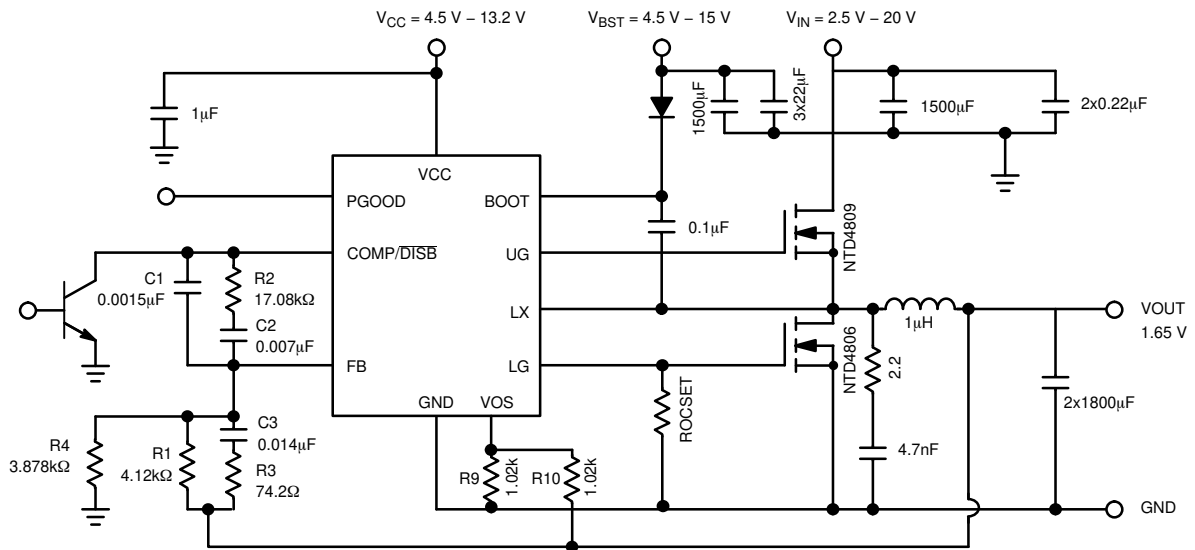 V_CC = 4.5 V − 13.2 V
V_BST = 4.5 V − 15 V
V_IN = 2.5 V − 20 V
1μF
1500μF
3x22μF
1500μF
2x0.22μF
VCC
PGOOD
BOOT
0.1μF
NTD4809
COMP/DISB
UG
C1
0.0015μF
R2
17.08kΩ
C2
0.007μF
LX
1μH
VOUT
1.65 V
FB
LG
NTD4806
2.2
ROCSET
2x1800μF
GND
VOS
R4
3.878kΩ
R1
4.12kΩ
C3
0.014μF
R3
74.2Ω
R9
1.02k
R10
1.02k
4.7nF
GND